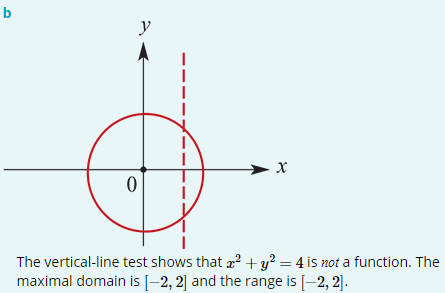 b
y
x
0
The vertical-line test shows that x² + y² = 4 is not a function. The
maximal domain is [−2, 2] and the range is [−2, 2].